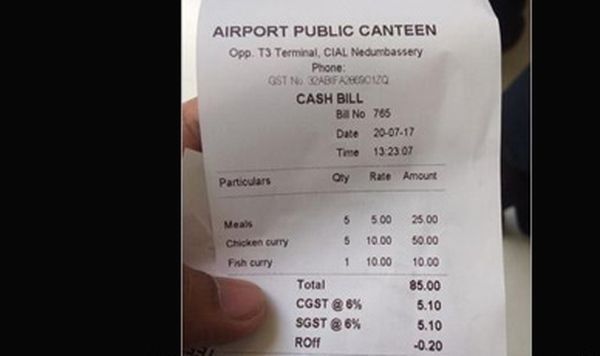 AIRPORT PUBLIC CANTEEN
Opp. T3 Terminal, CIAL Nedumbassery
Phone:
GST No.
CASH BILL
Bill No 765
Date 20-07-17
Time 13:23:07
Particulars Qty Rate Amount
Meals 5 5.00 25.00
Chicken curry 5 10.00 50.00
Fish curry 1 10.00 10.00
Total 85.00
CGST @ 6% 5.10
SGST @ 6% 5.10
ROff -0.20